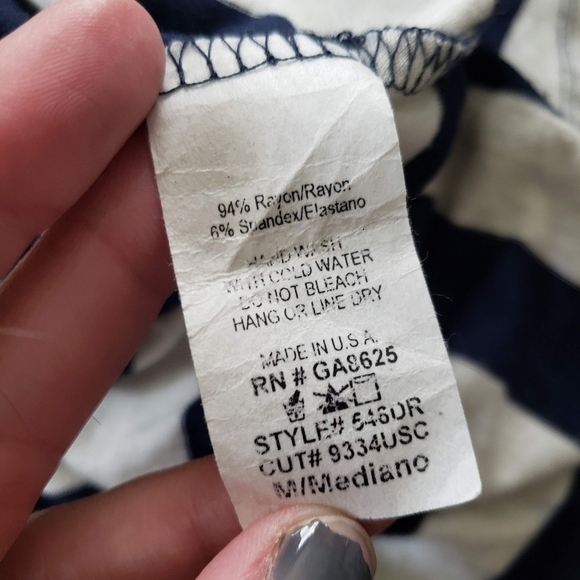 94% Rayon/Rayon
6% Spandex/Elastano
HAND WASH
WITH COLD WATER
DO NOT BLEACH
HANG OR LINE DRY
MADE IN U.S.A.
RN # GA8625
STYLE# 546DR
CUT# 9334USC
M/Mediano